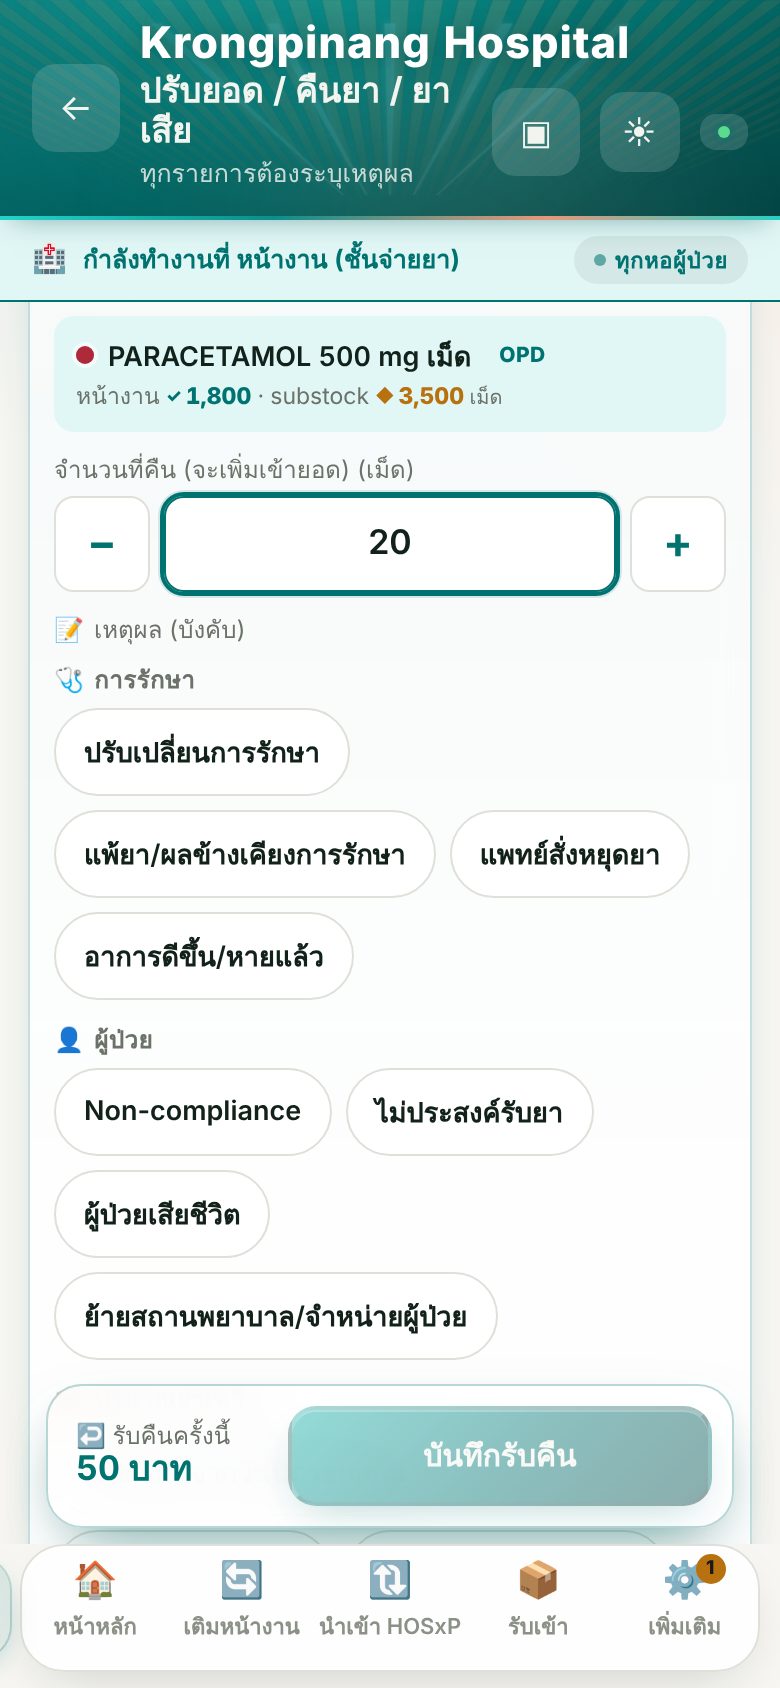 Krongpinang Hospital
ปรับยอด / คืนยา / ยา
เสีย
ทุกรายการต้องระบุเหตุผล
กำลังทำงานที่ หน้างาน (ชั้นจ่ายยา)
ทุกหอผู้ป่วย
PARACETAMOL 500 mg เม็ด OPD
หน้างาน ✓1,800 · substock ◆3,500 เม็ด
จำนวนที่คืน (จะเพิ่มเข้ายอด) (เม็ด)
− 20 +
เหตุผล (บังคับ)
การรักษา
ปรับเปลี่ยนการรักษา
แพ้ยา/ผลข้างเคียงการรักษา
แพทย์สั่งหยุดยา
อาการดีขึ้น/หายแล้ว
ผู้ป่วย
Non-compliance
ไม่ประสงค์รับยา
ผู้ป่วยเสียชีวิต
ย้ายสถานพยาบาล/จำหน่ายผู้ป่วย
รับคืนครั้งนี้
50 บาท
บันทึกรับคืน
หน้าหลัก
เติมหน้างาน
นำเข้า HOSxP
รับเข้า
1
เพิ่มเติม